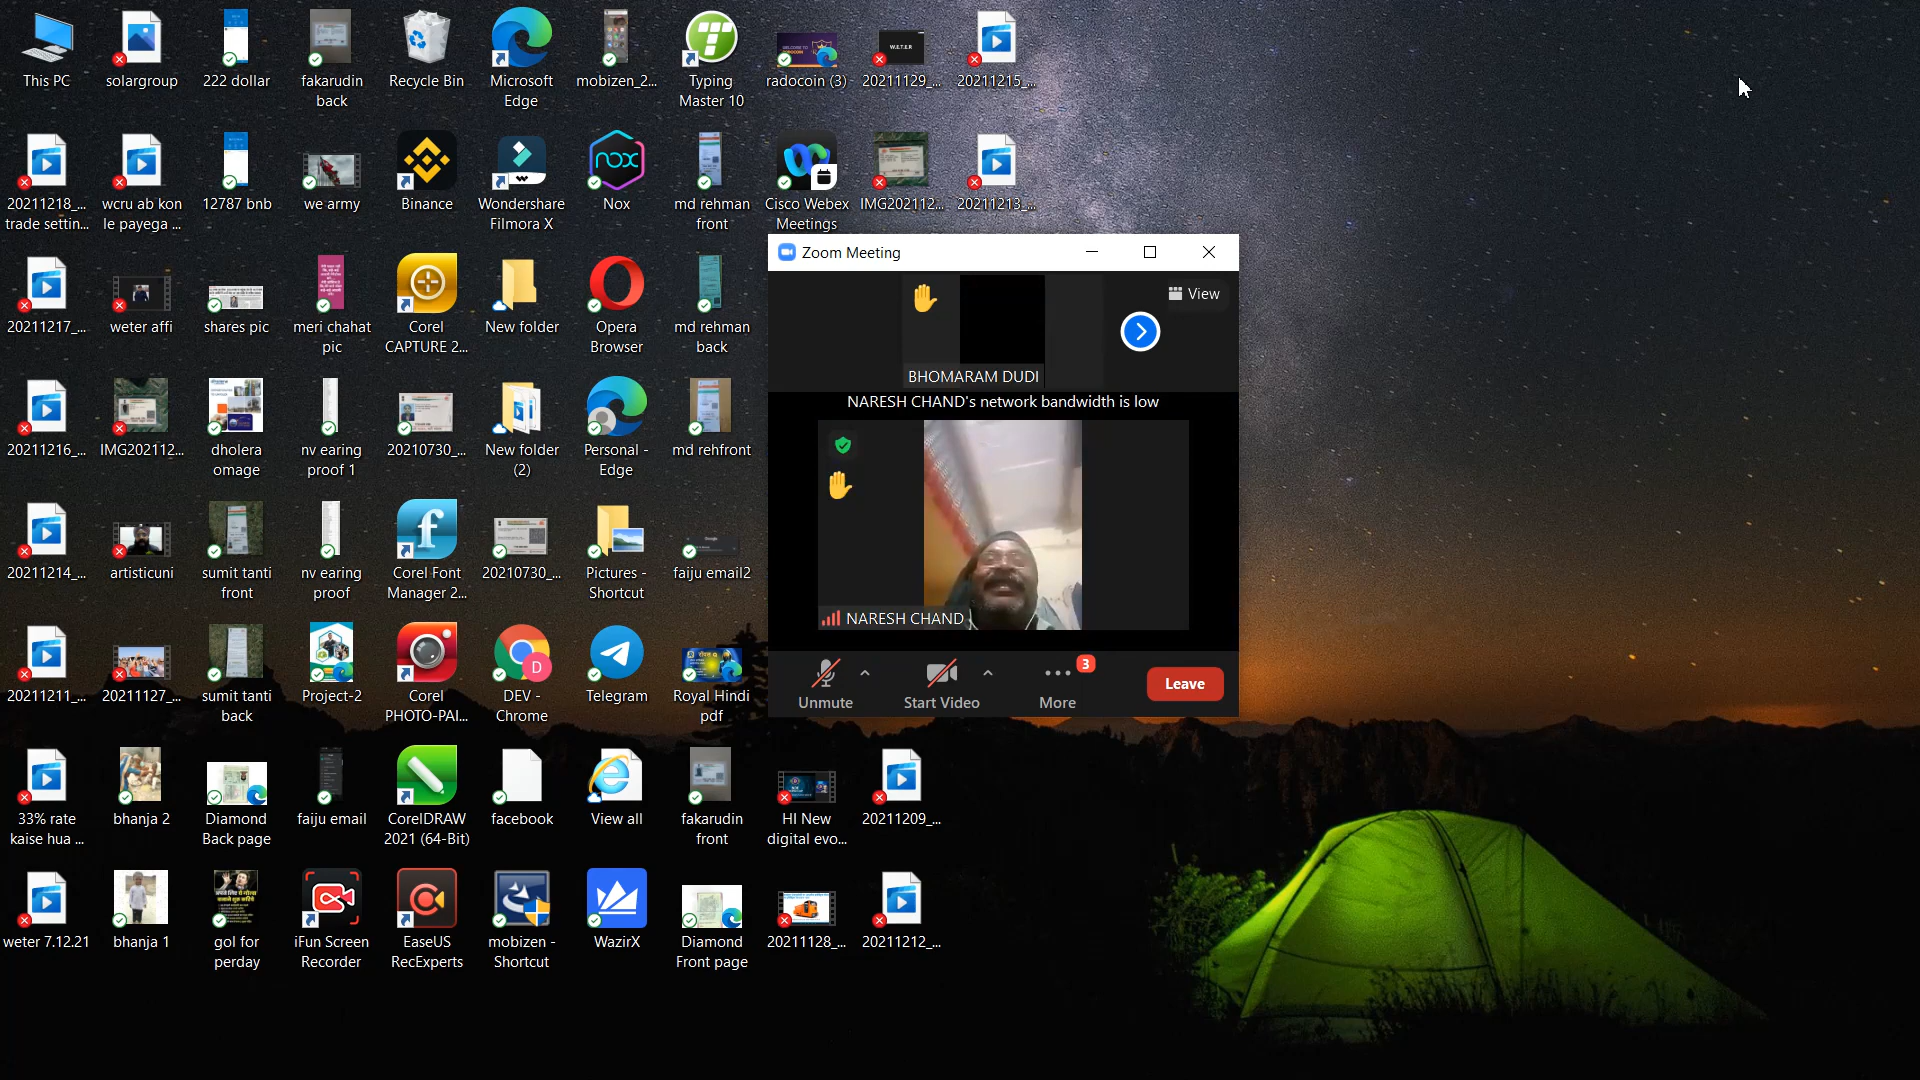 This PC
solargroup
222 dollar
fakarudin
back
Recycle Bin
Microsoft
Edge
mobizen_2...
Typing
Master 10
radocoin (3)
20211129_...
20211215_...
W.E.T.E.R
20211218_...
trade settin...
wcru ab kon
le payega ...
12787 bnb
we army
Binance
Wondershare
Filmora X
nox
Nox
md rehman
front
Cisco Webex
Meetings
IMG202112...
20211213_...
20211217_...
weter affi
shares pic
meri chahat
pic
Corel
CAPTURE 2...
New folder
Opera
Browser
md rehman
back
20211216_...
IMG202112...
dholera
omage
nv earing
proof 1
20210730_...
New folder
(2)
Personal -
Edge
md rehfront
20211214_...
artisticuni
sumit tanti
front
nv earing
proof
Corel Font
Manager 2...
20210730_...
Pictures -
Shortcut
faiju email2
20211211_...
20211127_...
sumit tanti
back
Project-2
Corel
PHOTO-PAI...
D
DEV -
Chrome
Telegram
Royal Hindi
pdf
33% rate
kaise hua ...
bhanja 2
Diamond
Back page
faiju email
CorelDRAW
2021 (64-Bit)
facebook
View all
fakarudin
front
HI New
digital evo...
20211209_...
weter 7.12.21
bhanja 1
gol for
perday
iFun Screen
Recorder
EaseUS
RecExperts
mobizen -
Shortcut
WazirX
Diamond
Front page
20211128_...
20211212_...
Zoom Meeting
View
BHOMARAM DUDI
NARESH CHAND's network bandwidth is low
NARESH CHAND
Unmute
Start Video
3
More
Leave